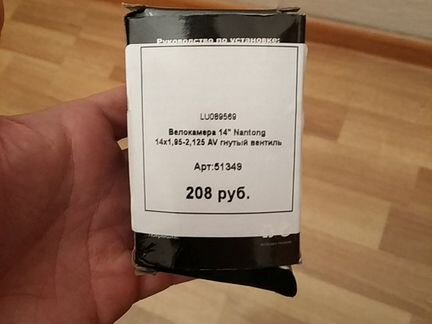 Руководство по установке:
LU089569
Велокамера 14" Nantong
14x1,95-2,125 AV гнутый вентиль
Арт:51349
208 руб.